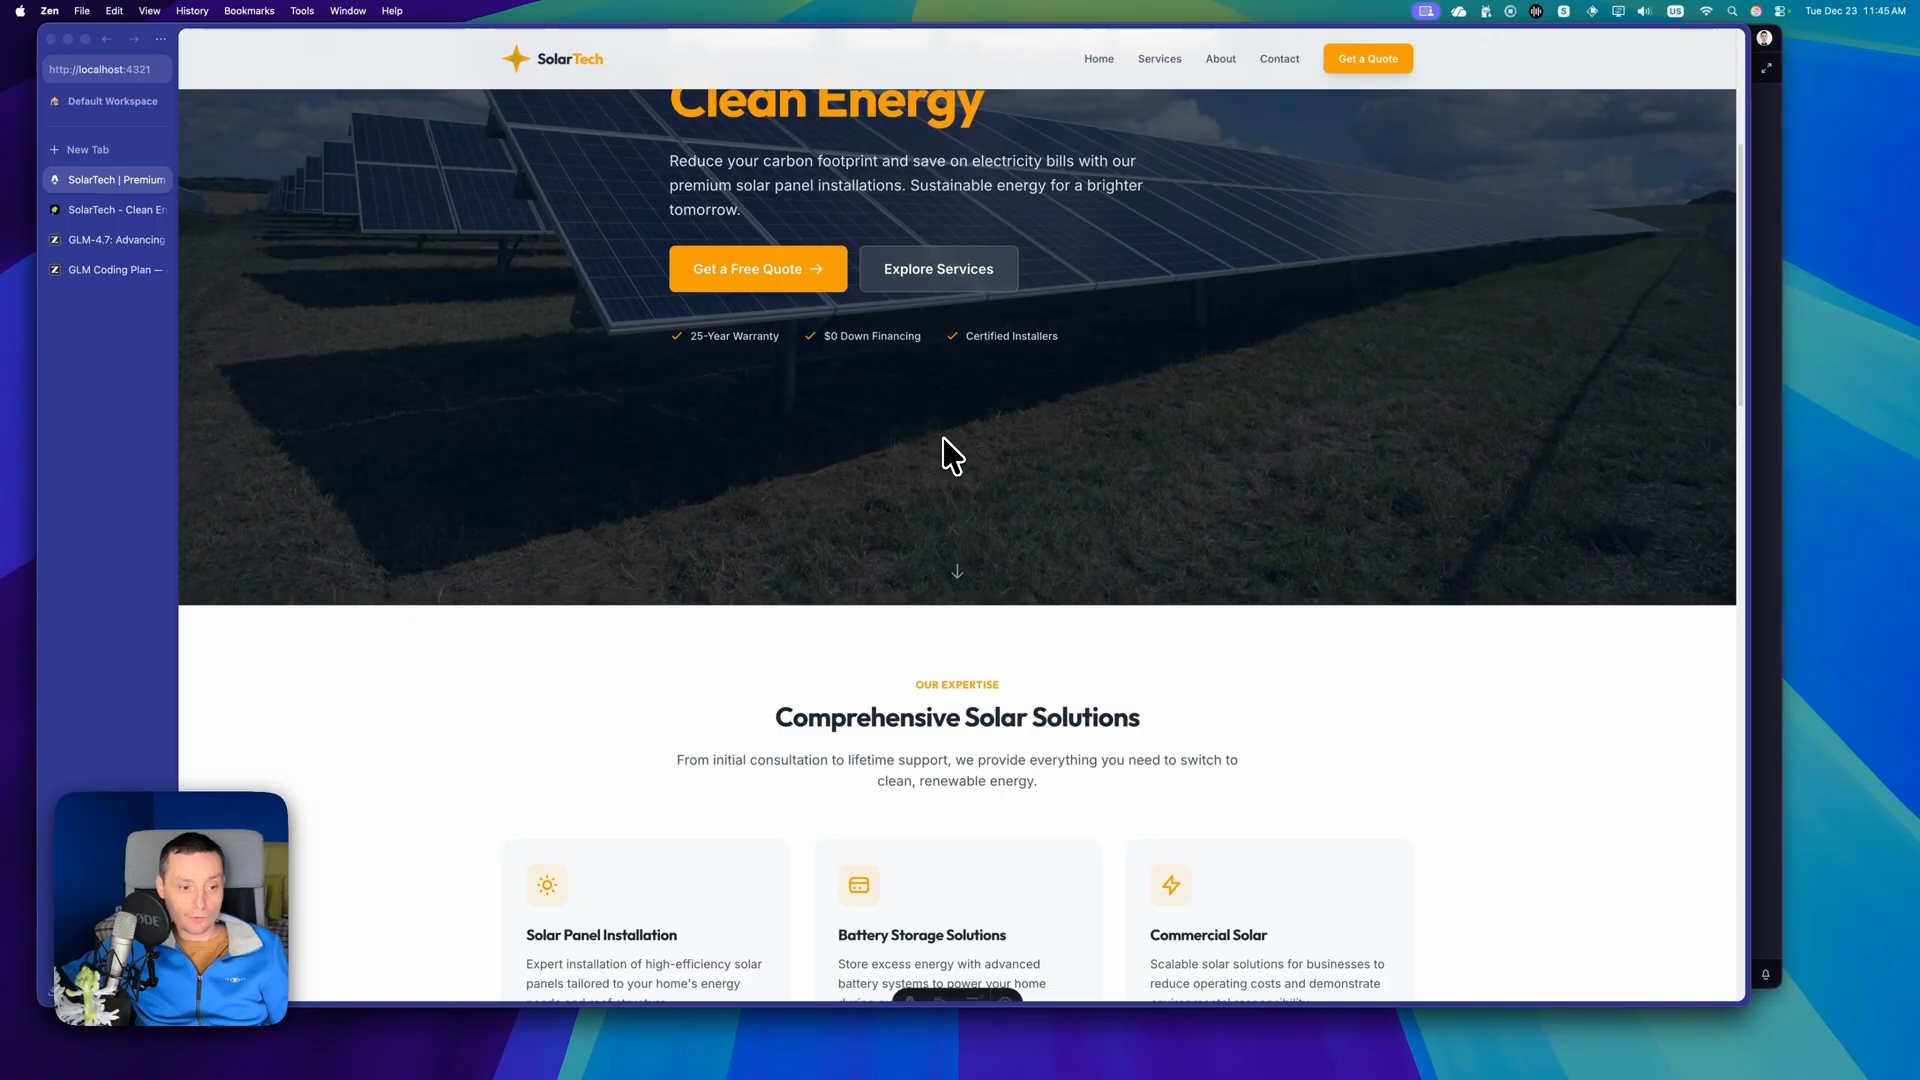 Zen File Edit View History Bookmarks Tools Window Help
US
Tue Dec 23 11:45 AM
http://localhost:4321
Default Workspace
New Tab
SolarTech | Premium
SolarTech - Clean En
GLM-4.7: Advancing
GLM Coding Plan —
SolarTech
Home Services About Contact Get a Quote
Clean Energy
Reduce your carbon footprint and save on electricity bills with our
premium solar panel installations. Sustainable energy for a brighter
tomorrow.
Get a Free Quote → Explore Services
25-Year Warranty $0 Down Financing Certified Installers
OUR EXPERTISE
Comprehensive Solar Solutions
From initial consultation to lifetime support, we provide everything you need to switch to
clean, renewable energy.
Solar Panel Installation
Expert installation of high-efficiency solar
panels tailored to your home's energy
Battery Storage Solutions
Store excess energy with advanced
battery systems to power your home
Commercial Solar
Scalable solar solutions for businesses to
reduce operating costs and demonstrate